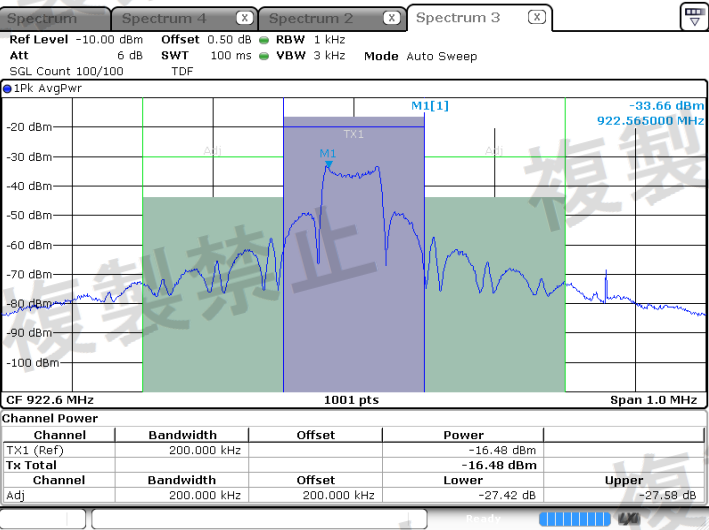 Spectrum
Spectrum 4
Spectrum 2
Spectrum 3
Ref Level -10.00 dBm Offset 0.50 dB RBW 1 kHz
Att 6 dB SWT 100 ms VBW 3 kHz Mode Auto Sweep
SGL Count 100/100 TDF
1Pk AvgPwr
M1[1] -33.66 dBm
922.565000 MHz
-20 dBm
TX1
-30 dBm
Adj
Adj
M1
-40 dBm
-50 dBm
-60 dBm
-70 dBm
-80 dBm
-90 dBm
-100 dBm
複製禁止
複製
複
CF 922.6 MHz 1001 pts Span 1.0 MHz
Channel Power
Channel Bandwidth Offset Power
TX1 (Ref) 200.000 kHz -16.48 dBm
Tx Total -16.48 dBm
Channel Bandwidth Offset Lower Upper
Adj 200.000 kHz 200.000 kHz -27.42 dB -27.58 dB
Ready